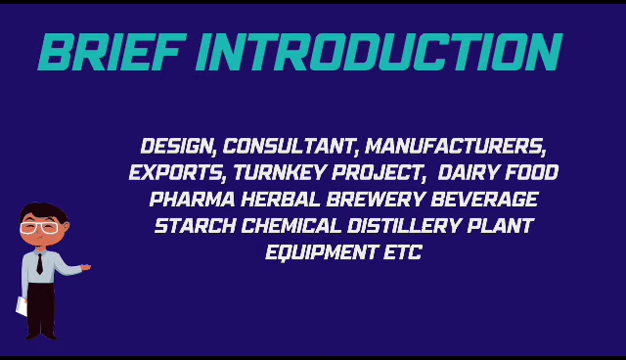 BRIEF INTRODUCTION
DESIGN, CONSULTANT, MANUFACTURERS,
EXPORTS, TURNKEY PROJECT, DAIRY FOOD
PHARMA HERBAL BREWERY BEVERAGE
STARCH CHEMICAL DISTILLERY PLANT
EQUIPMENT ETC